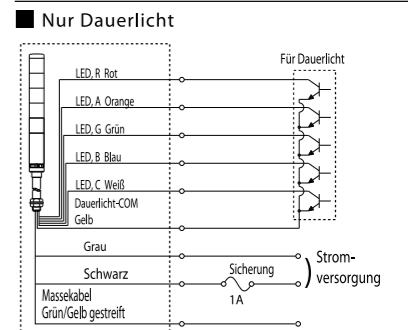 Nur Dauerlicht
Für Dauerlicht
LED, R Rot
LED, A Orange
LED, G Grün
LED, B Blau
LED, C Weiß
Dauerlicht-COM
Gelb
Grau
Schwarz
Sicherung
1A
Strom-
versorgung
Massekabel
Grün/Gelb gestreift